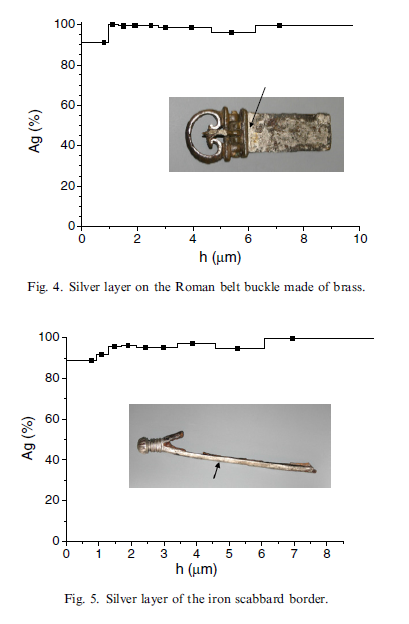 100
80
60
40
20
0
Ag (%)
0 2 4 6 8 10
h (μm)
Fig. 4. Silver layer on the Roman belt buckle made of brass.
100
80
60
40
20
0
Ag (%)
0 1 2 3 4 5 6 7 8
h (μm)
Fig. 5. Silver layer of the iron scabbard border.